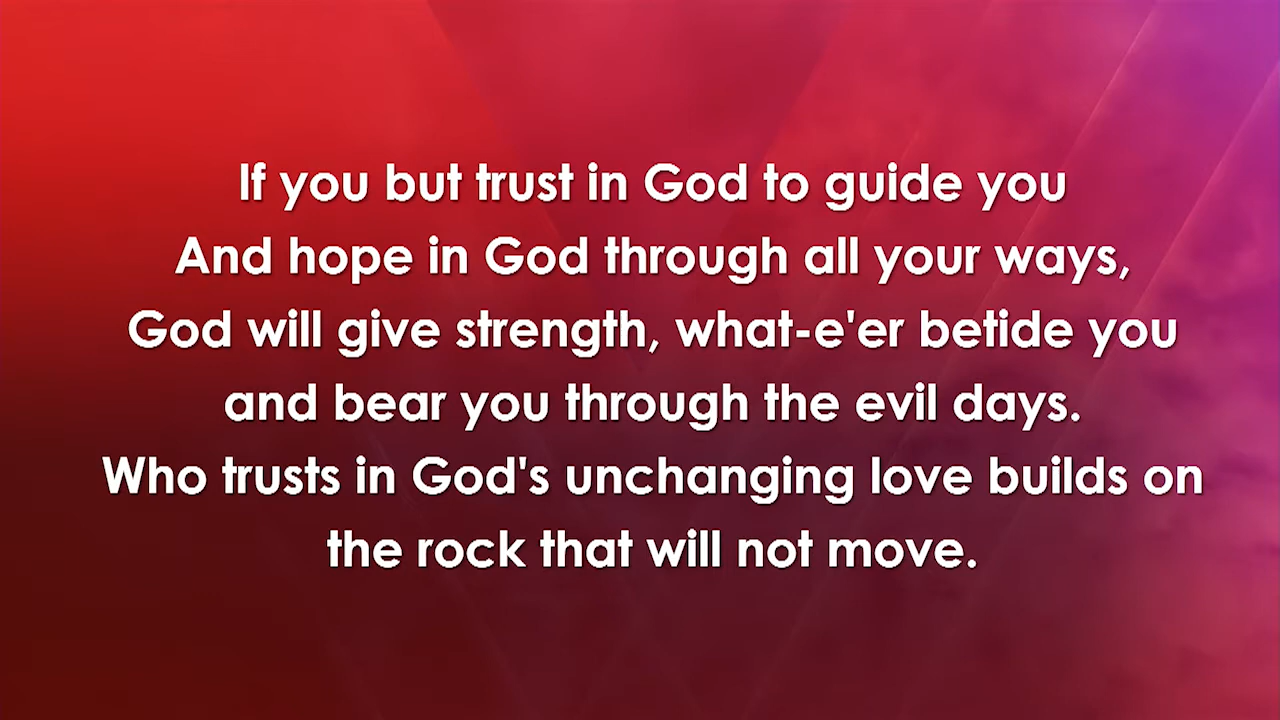 If you but trust in God to guide you
And hope in God through all your ways,
God will give strength, what-e'er betide you
and bear you through the evil days.
Who trusts in God's unchanging love builds on
the rock that will not move.